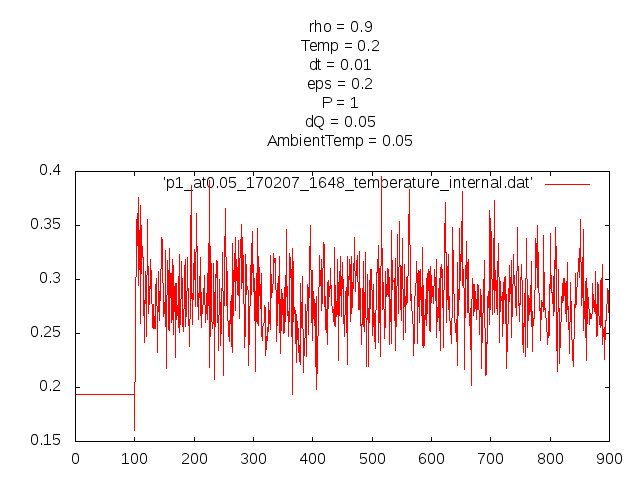 rho = 0.9
Temp = 0.2
dt = 0.01
eps = 0.2
P = 1
dQ = 0.05
AmbientTemp = 0.05
0.4
'p1_at0.05_170207_1648_temperature_internal.dat'
0.35
0.3
0.25
0.2
0.15
0 100 200 300 400 500 600 700 800 900